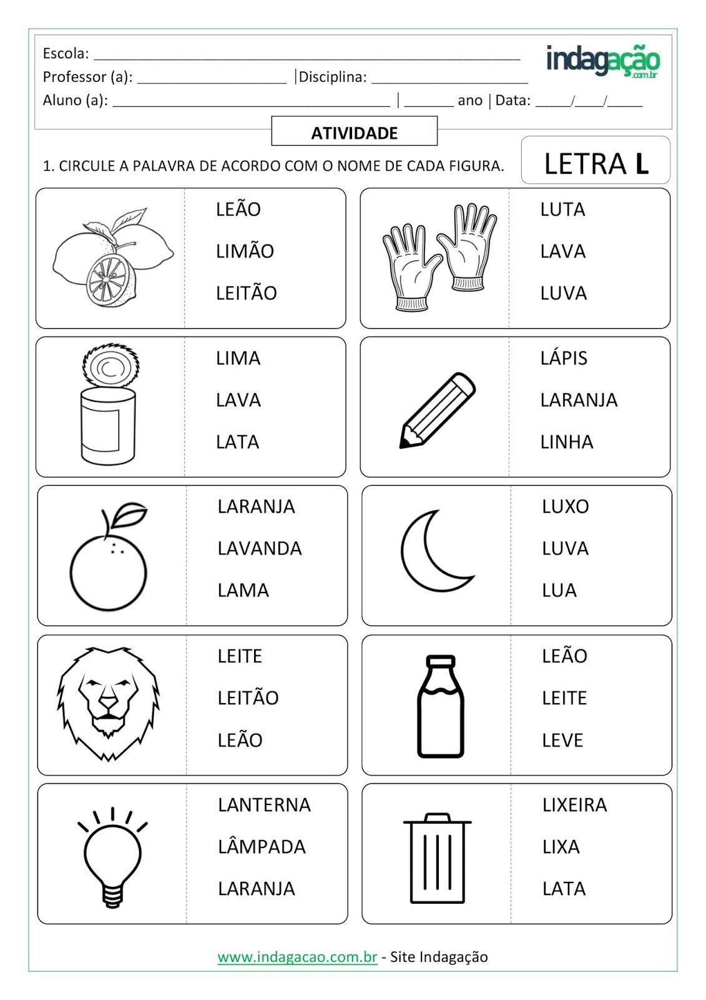 Escola: ____________________________________________________
indagação
.com.br
Professor (a): __________________ |Disciplina: ___________________
Aluno (a): __________________________________ | ______ ano | Data: _____/____/_____
ATIVIDADE
1. CIRCULE A PALAVRA DE ACORDO COM O NOME DE CADA FIGURA.
LETRA L
LEÃO
LIMÃO
LEITÃO
LUTA
LAVA
LUVA
LIMA
LAVA
LATA
LÁPIS
LARANJA
LINHA
LARANJA
LAVANDA
LAMA
LUXO
LUVA
LUA
LEITE
LEITÃO
LEÃO
LEÃO
LEITE
LEVE
LANTERNA
LÂMPADA
LARANJA
LIXEIRA
LIXA
LATA
www.indagacao.com.br - Site Indagação